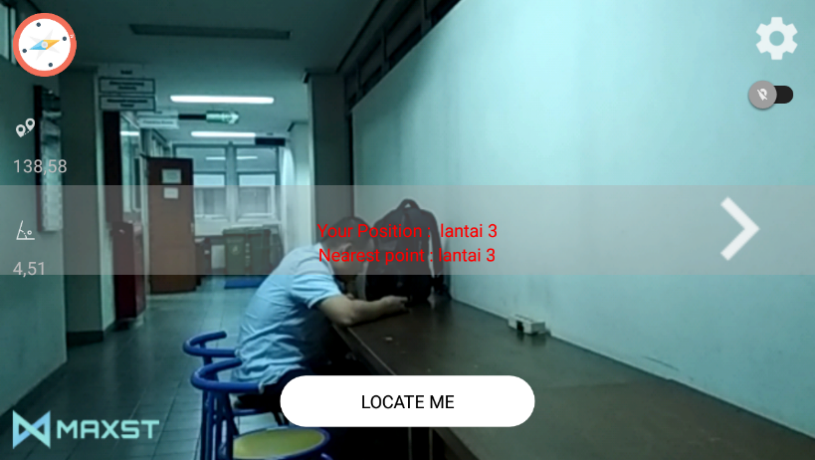 138,58
Your Position : lantai 3
Nearest point : lantai 3
4,51
LOCATE ME
MAXST